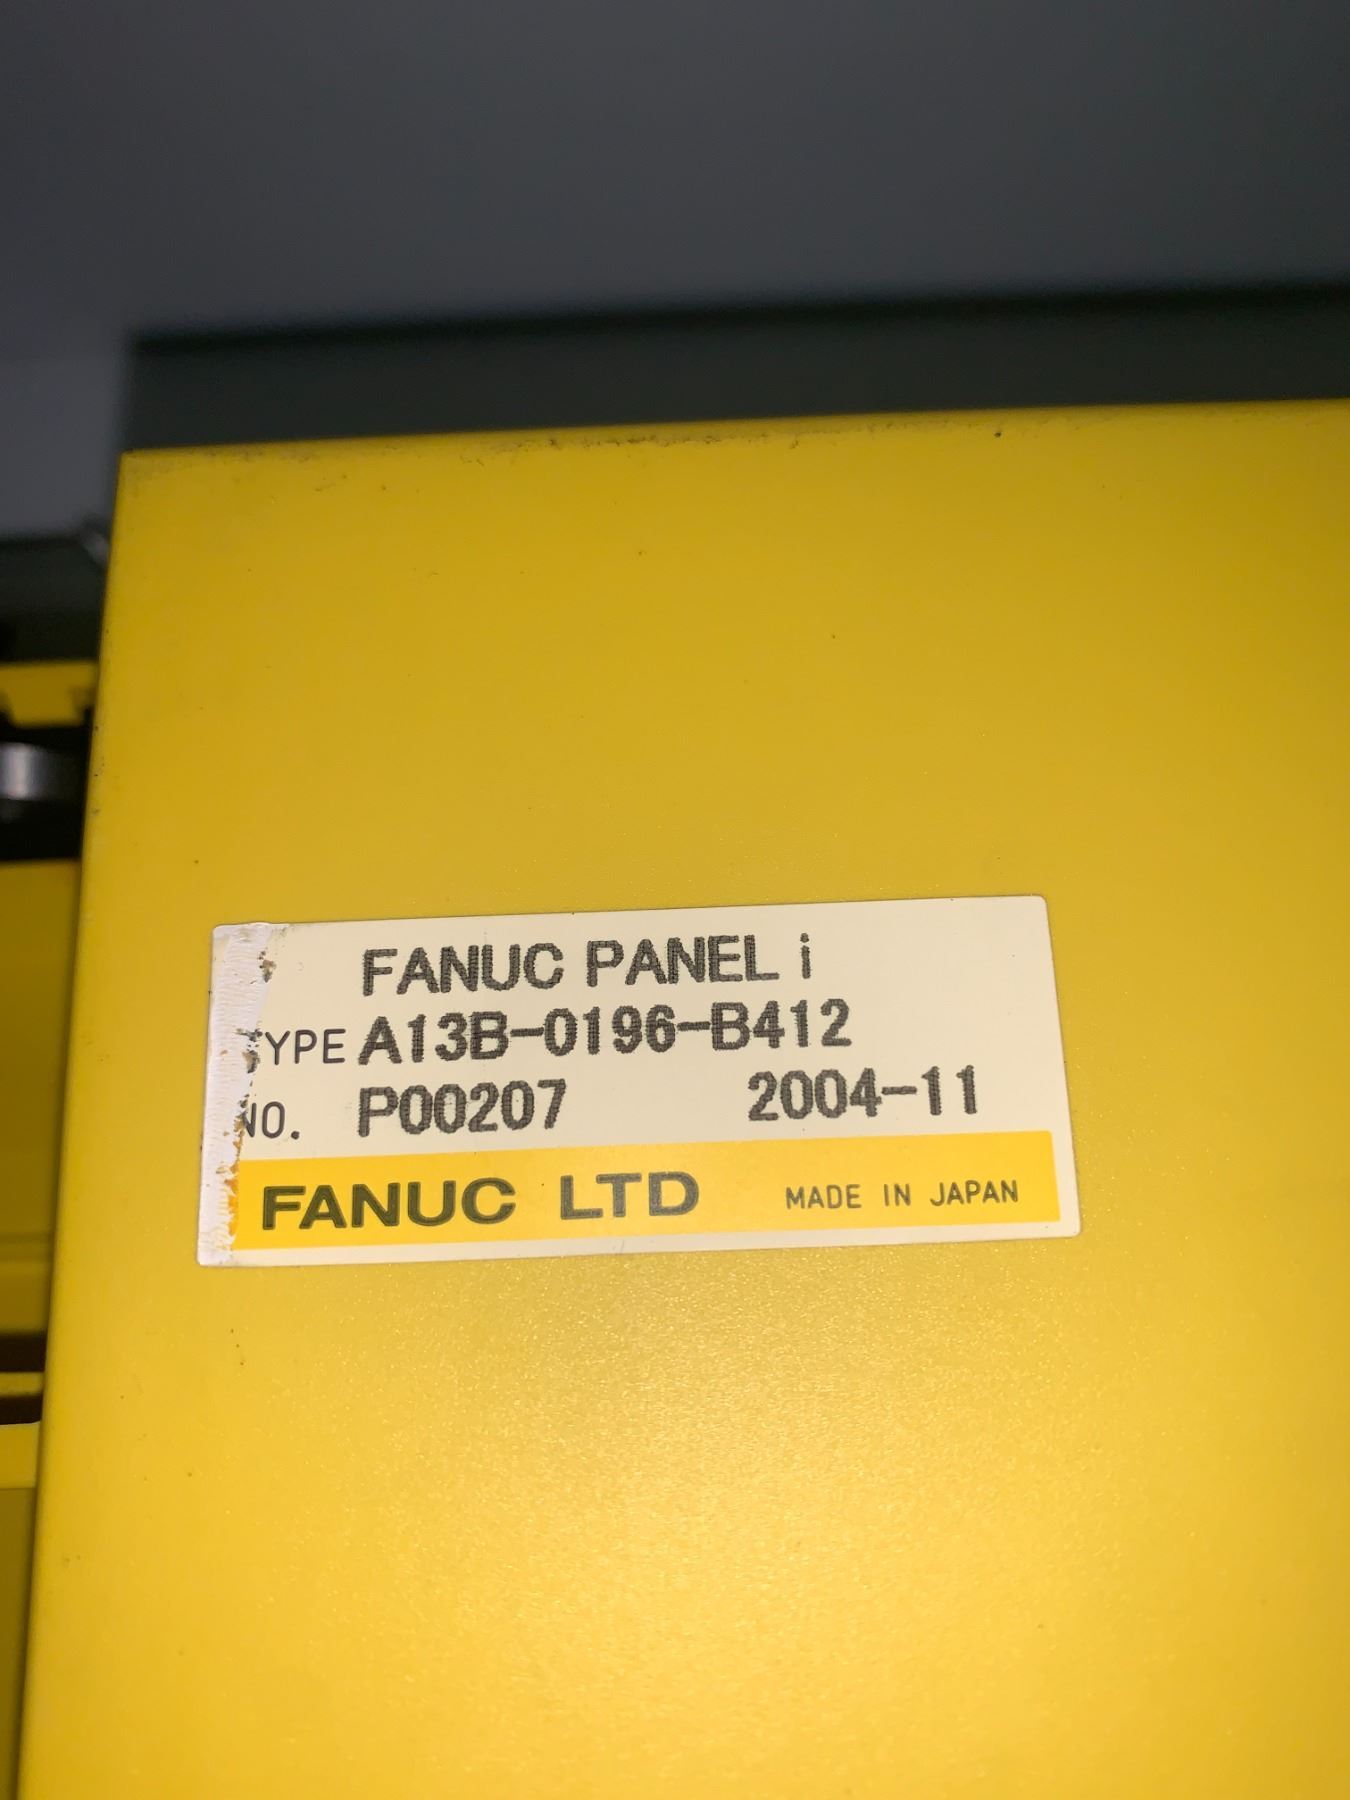 FANUC PANEL i
TYPE A13B-0196-B412
NO. P00207 2004-11
FANUC LTD MADE IN JAPAN